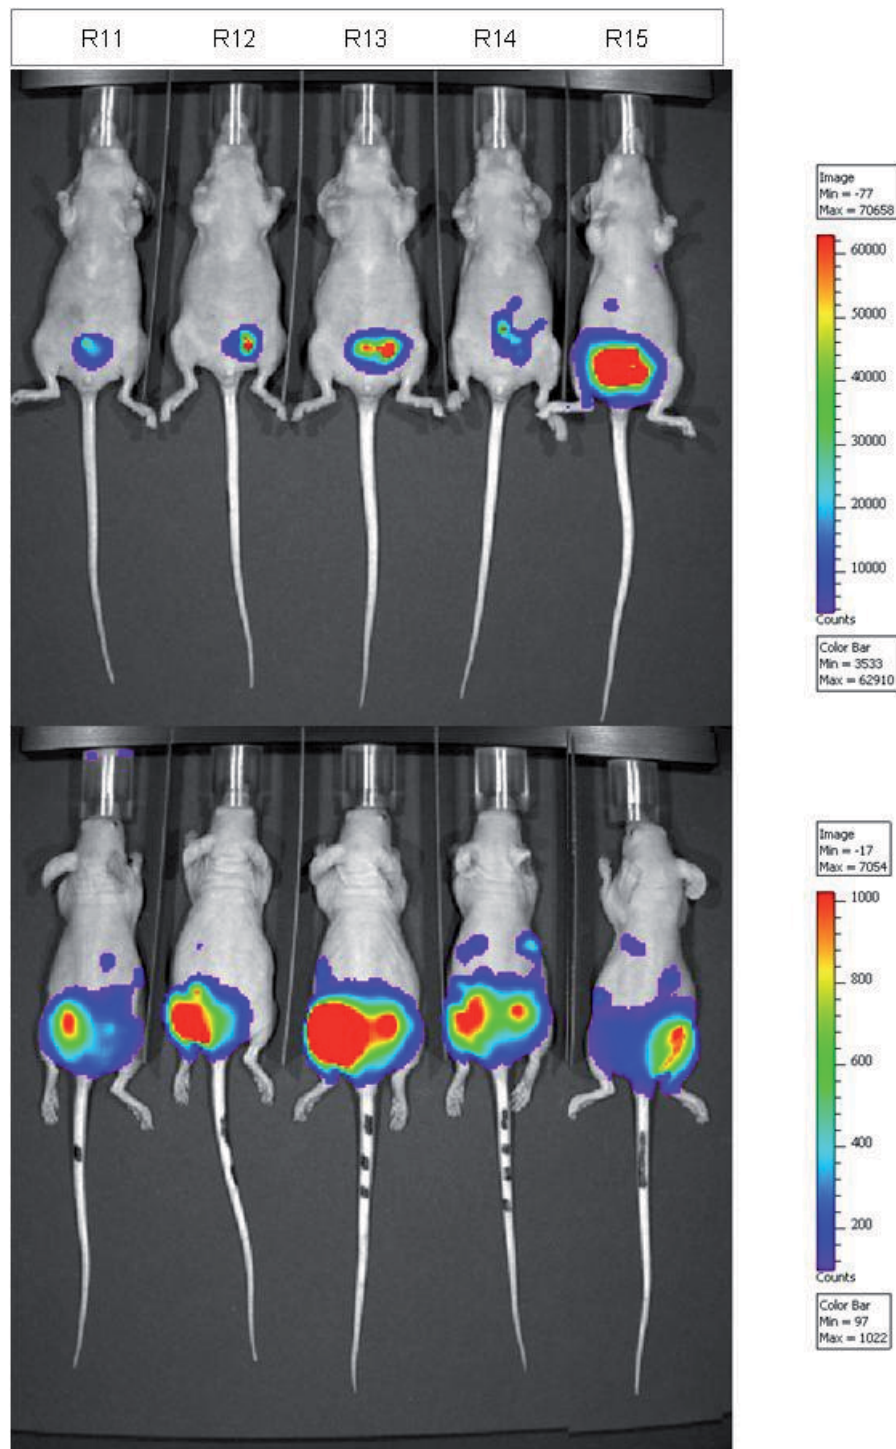 R11 R12 R13 R14 R15
Image
Min = -77
Max = 70658
60000
50000
40000
30000
20000
10000
Counts
Color Bar
Min = 3533
Max = 62910
Image
Min = -17
Max = 7054
1000
800
600
400
200
Counts
Color Bar
Min = 97
Max = 1022